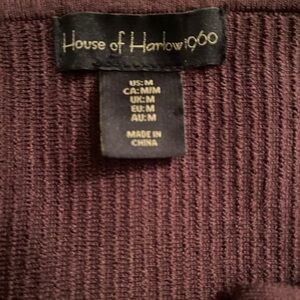 House of Harlow 1960
US:M
CA:M/M
UK:M
EU:M
AU:M
MADE IN
CHINA